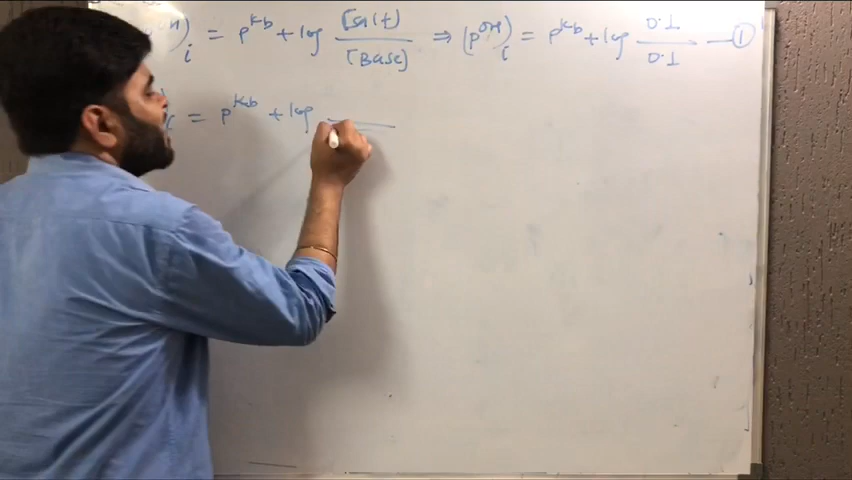 )i = p^kb + log [salt] / [Base] ⇒ (p^OH)i = p^kb + log 0.1 / 0.1 — ①
= p^kb + log